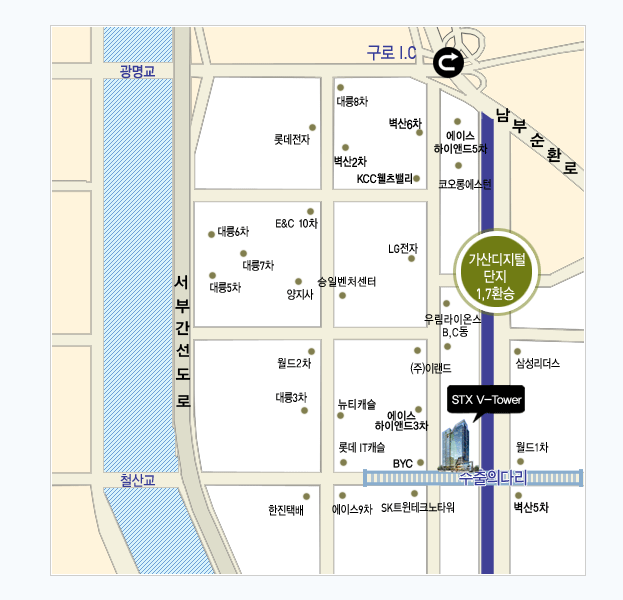 구로 I.C
광명교
대륭8차
남부순환로
롯데전자
벽산6차
에이스
하이앤드5차
벽산2차
KCC웰츠밸리
코오롱에스턴
E&C 10차
대륭6차
LG전자
가산디지털
단지
1,7환승
대륭7차
대륭5차
양지사
승일벤처센터
서부간선도로
우림라이온스
B,C동
월드2차
(주)이랜드
삼성리더스
대륭3차
뉴티캐슬
STX V-Tower
에이스
하이앤드3차
롯데 IT캐슬
월드1차
BYC
철산교
수출의다리
한진택배
에이스9차
SK트윈테크노타워
벽산5차